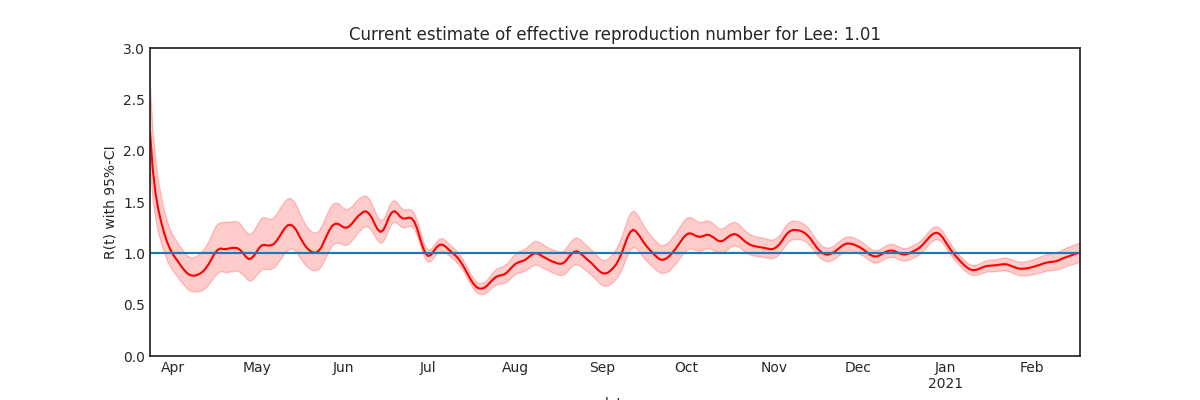 Current estimate of effective reproduction number for Lee: 1.01
R(t) with 95%-CI
3.0
2.5
2.0
1.5
1.0
0.5
0.0
Apr May Jun Jul Aug Sep Oct Nov Dec Jan Feb
2021